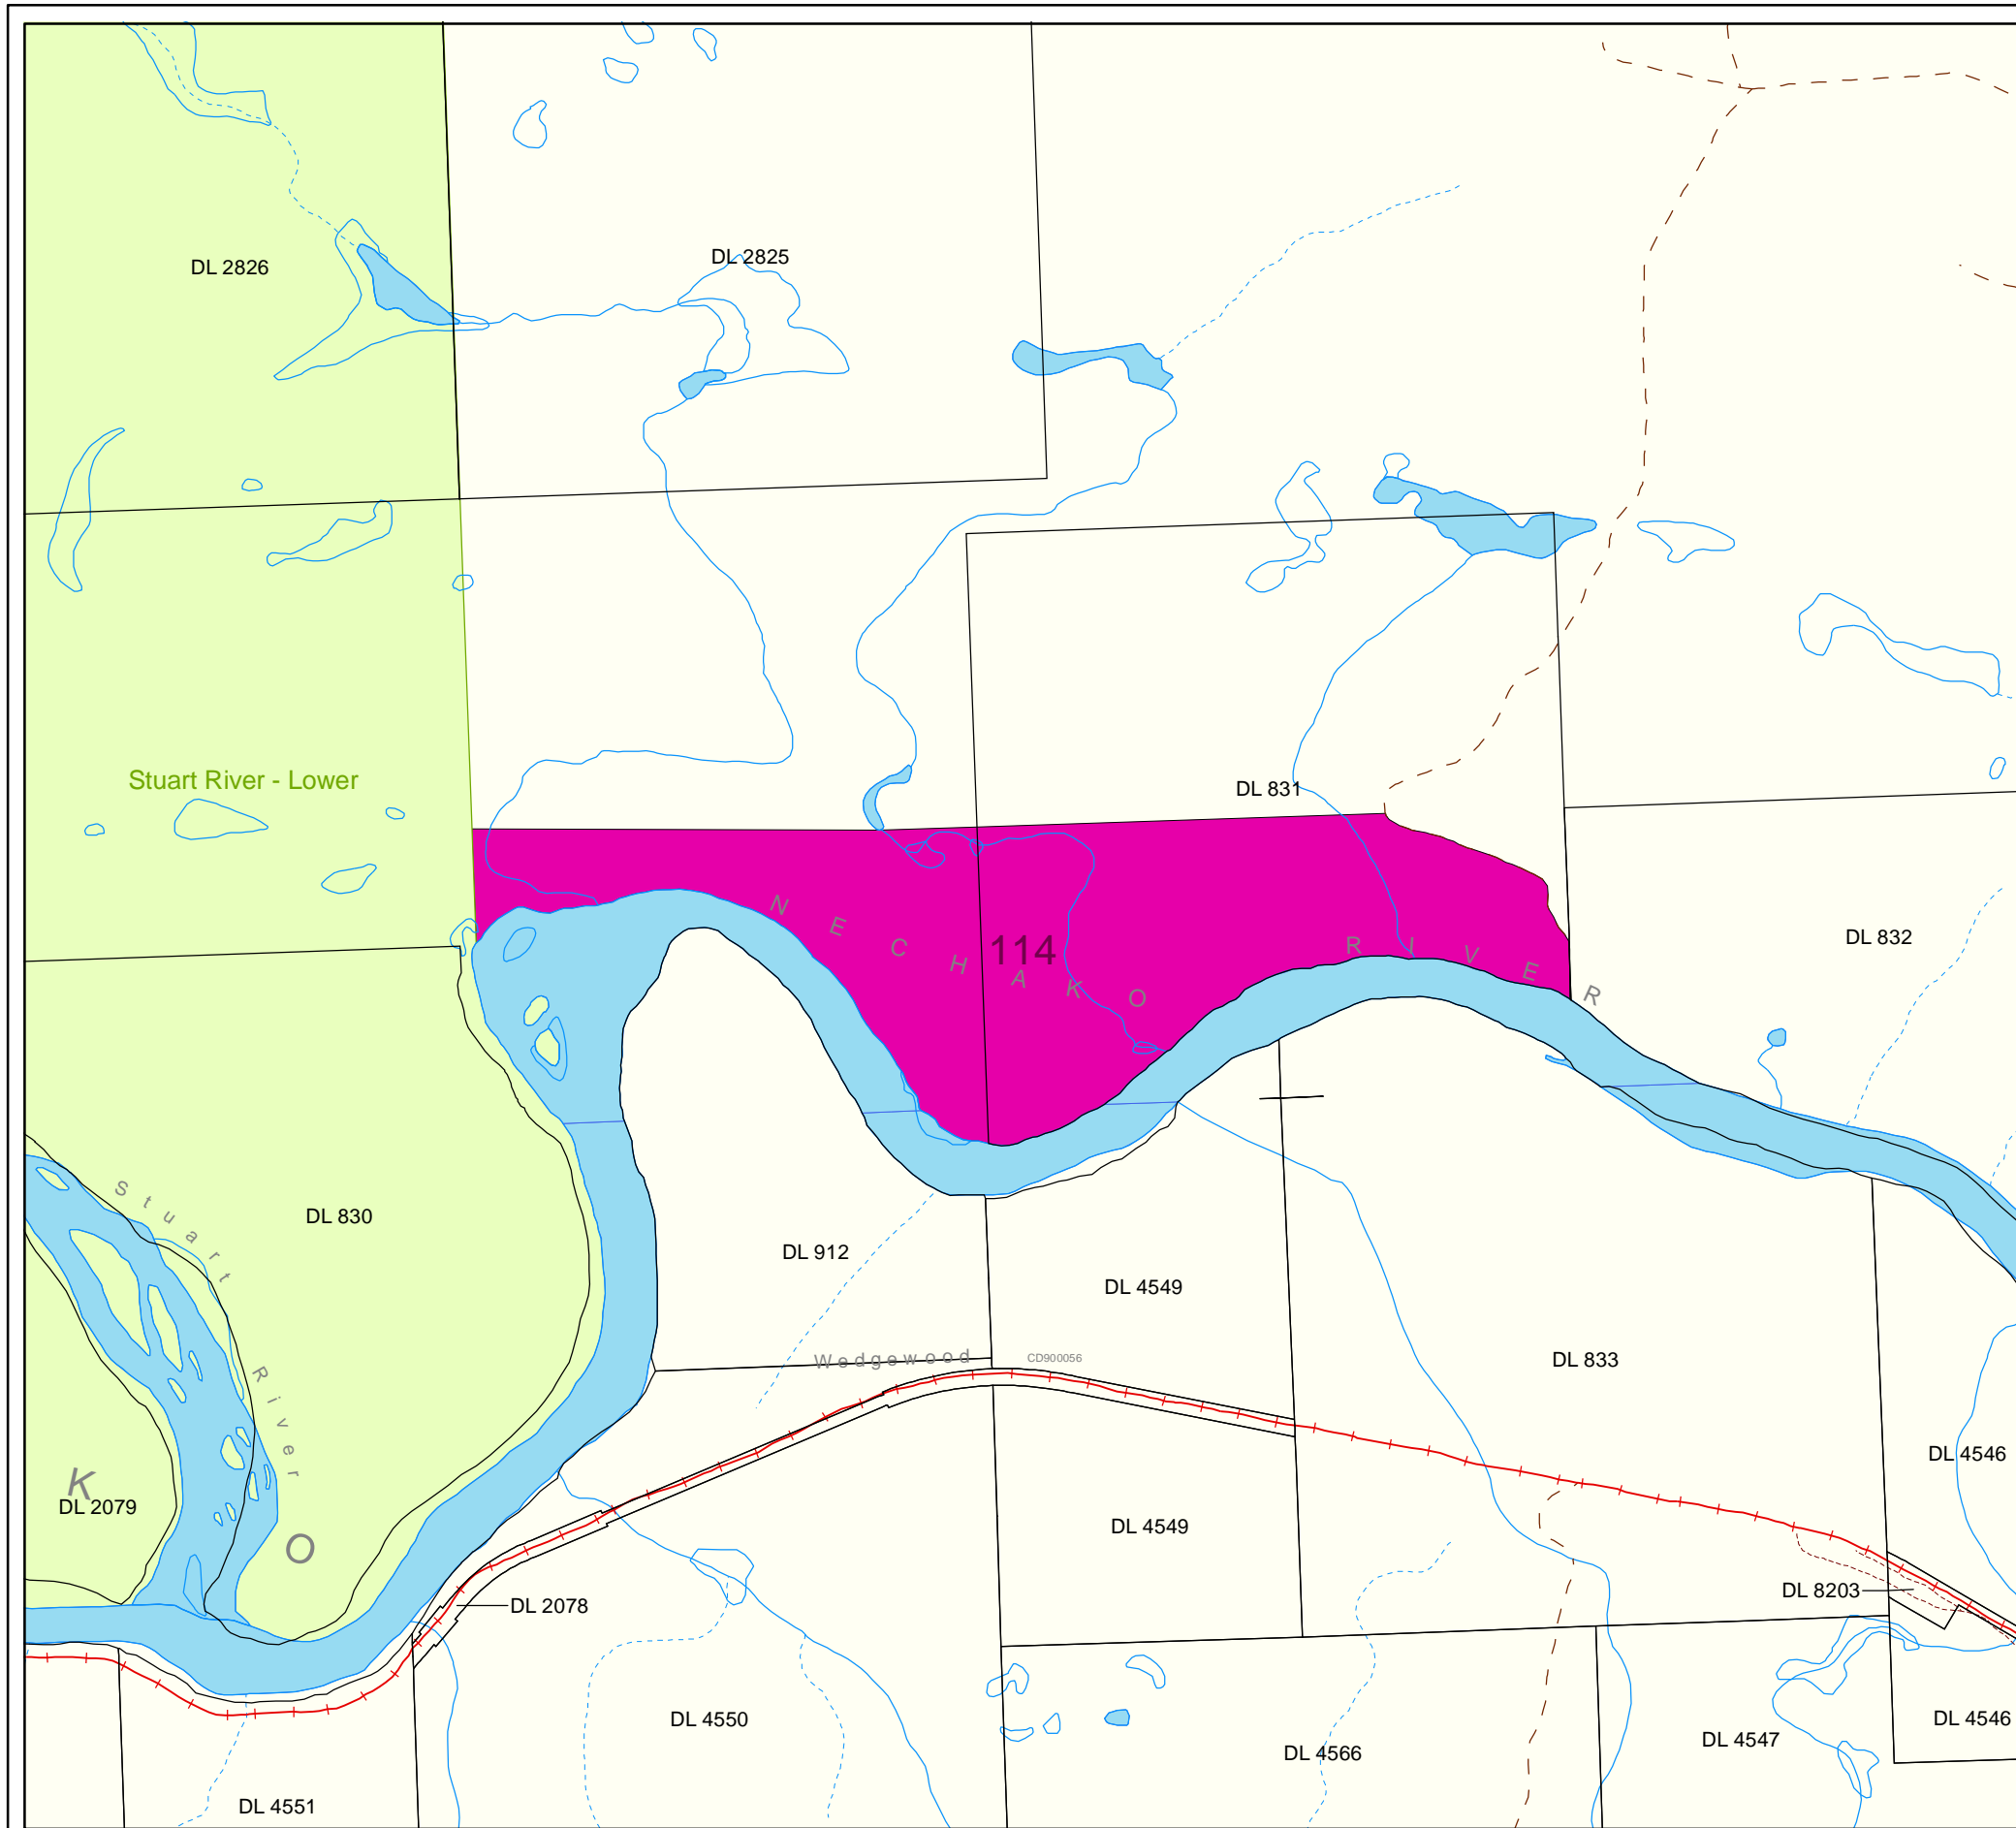 DL 2826
DL 2825
Stuart River - Lower
DL 831
NECHAKO RIVER
114
DL 832
Stuart River
DL 830
DL 912
DL 4549
Wedgewood
CD900056
DL 833
DL 4546
K
DL 2079
O
DL 4549
DL 2078
DL 8203
DL 4550
DL 4566
DL 4547
DL 4546
DL 4551